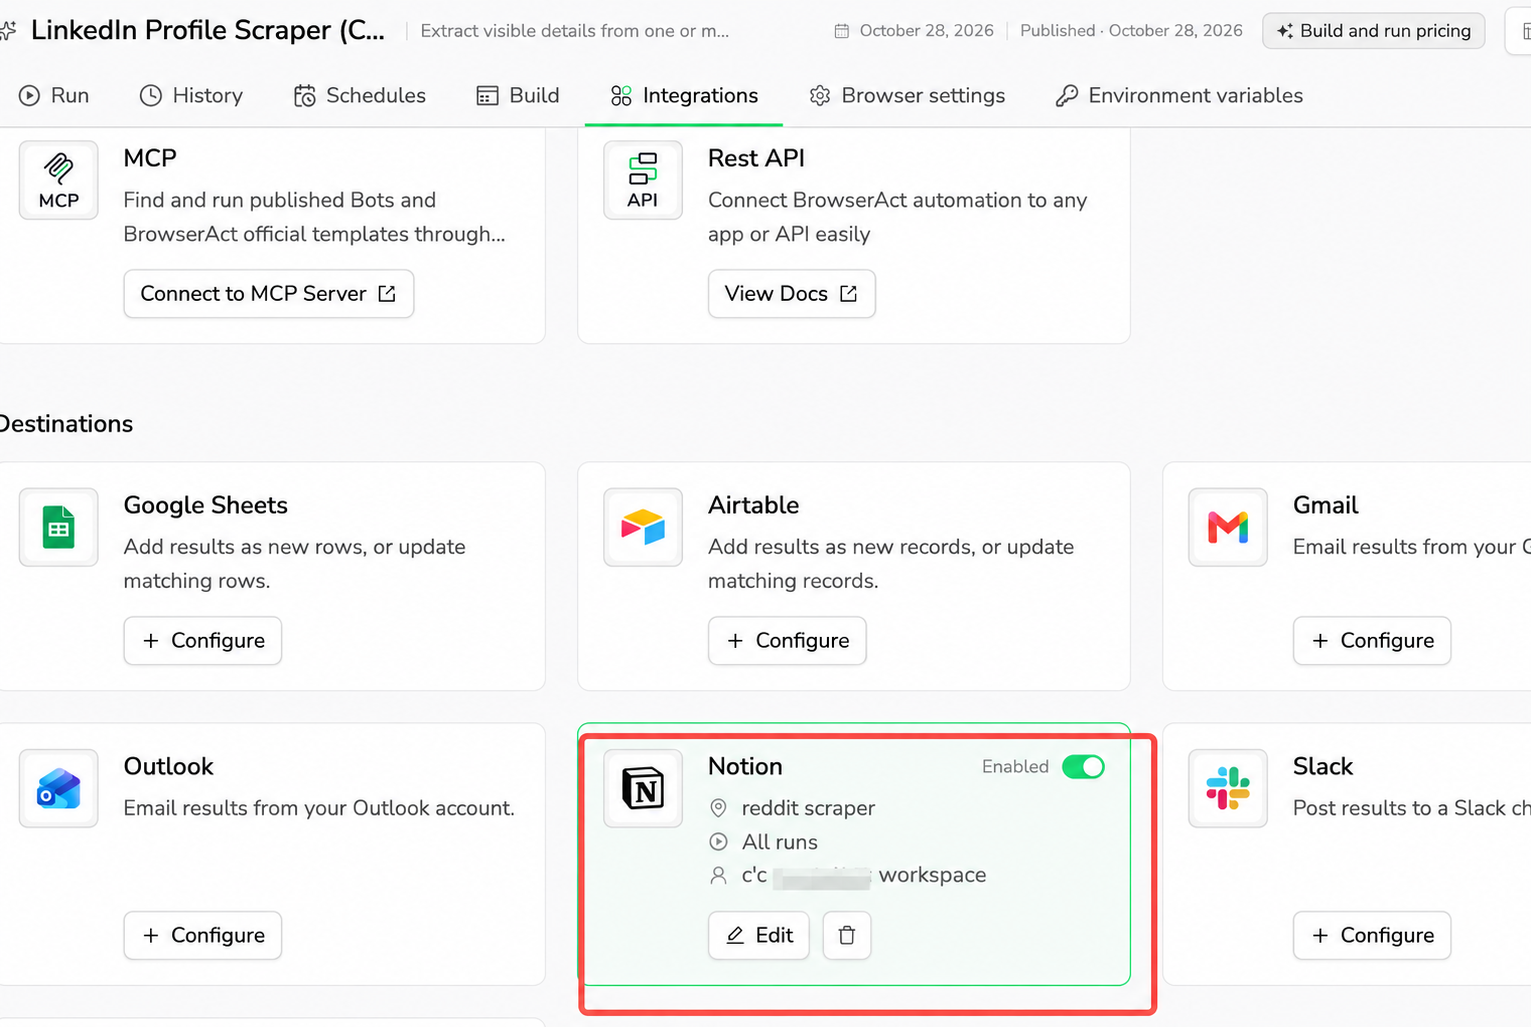 LinkedIn Profile Scraper (C...
Extract visible details from one or m...
October 28, 2026
Published · October 28, 2026
Build and run pricing
Run
History
Schedules
Build
Integrations
Browser settings
Environment variables
MCP
MCP
Find and run published Bots and
BrowserAct official templates through...
Connect to MCP Server
API
Rest API
Connect BrowserAct automation to any
app or API easily
View Docs
Destinations
Google Sheets
Add results as new rows, or update
matching rows.
+ Configure
Airtable
Add results as new records, or update
matching records.
+ Configure
Gmail
Email results from your G
+ Configure
Outlook
Email results from your Outlook account.
+ Configure
Notion
Enabled
reddit scraper
All runs
c'c workspace
Edit
Slack
Post results to a Slack ch
+ Configure